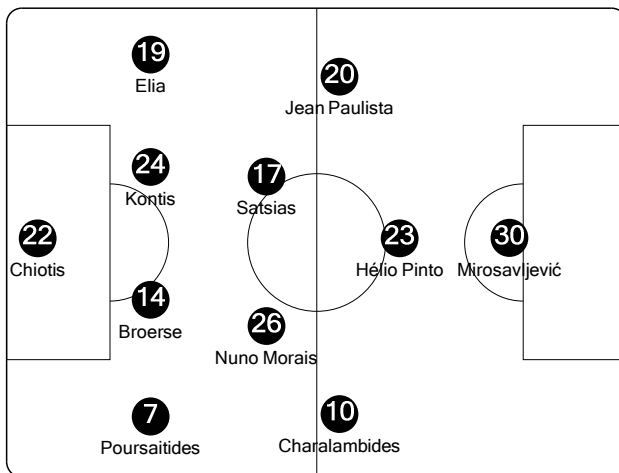 19
Elia
20
Jean Paulista
24
Kontis
17
Satsias
22
Chiotis
23
Hélio Pinto
30
Mirosavljević
14
Broerse
26
Nuno Morais
7
Poursaitides
10
Charalambides